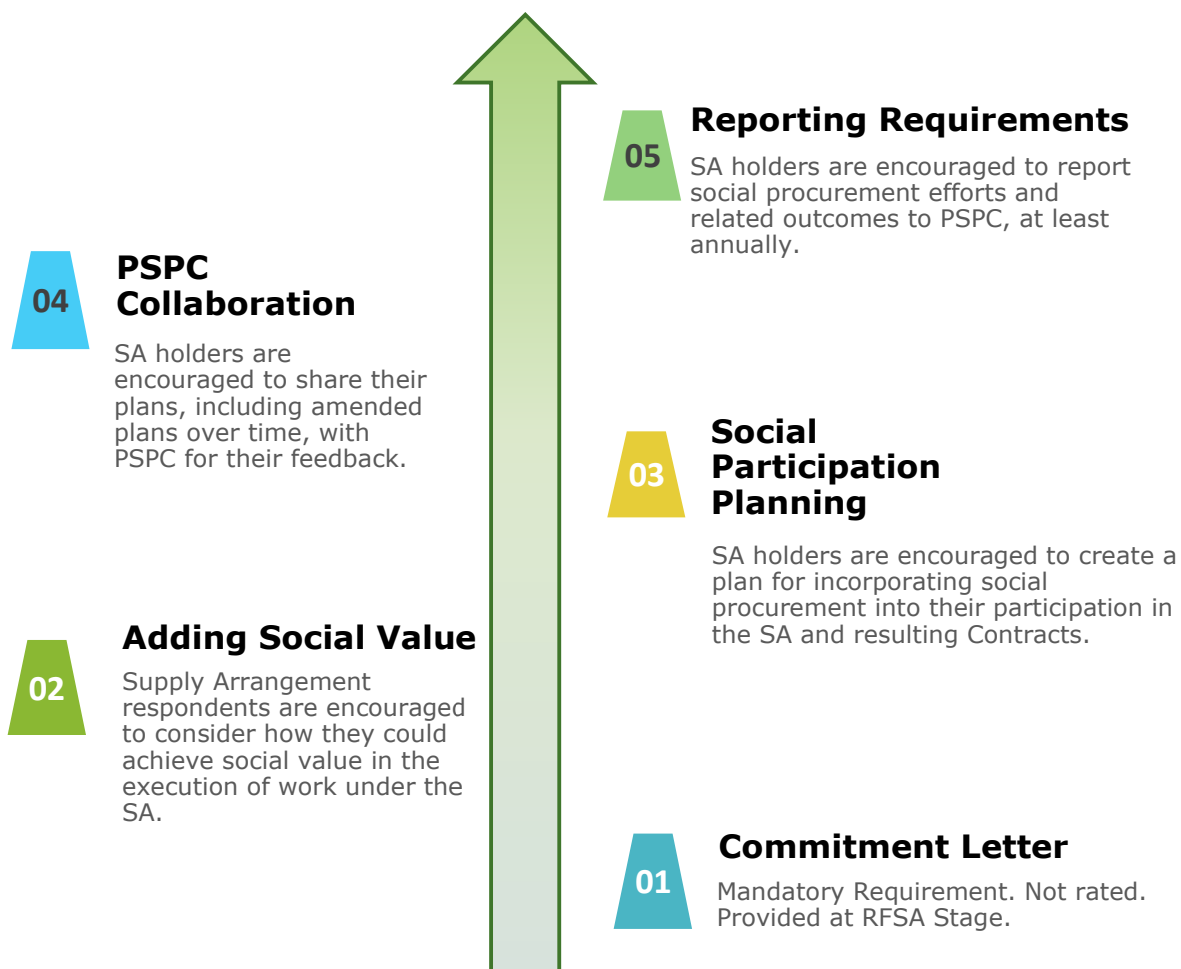 05
Reporting Requirements
SA holders are encouraged to report
social procurement efforts and
related outcomes to PSPC, at least
annually.
04
PSPC
Collaboration
SA holders are
encouraged to share their
plans, including amended
plans over time, with
PSPC for their feedback.
03
Social
Participation
Planning
SA holders are encouraged to create a
plan for incorporating social
procurement into their participation in
the SA and resulting Contracts.
02
Adding Social Value
Supply Arrangement
respondents are encouraged
to consider how they could
achieve social value in the
execution of work under the
SA.
01
Commitment Letter
Mandatory Requirement. Not rated.
Provided at RFSA Stage.